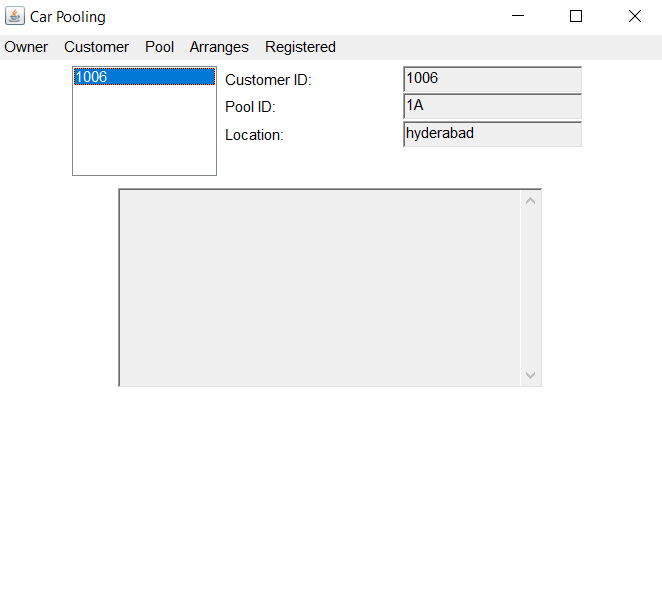 Car Pooling
Owner Customer Pool Arranges Registered
1006
Customer ID: 1006
Pool ID: 1A
Location: hyderabad